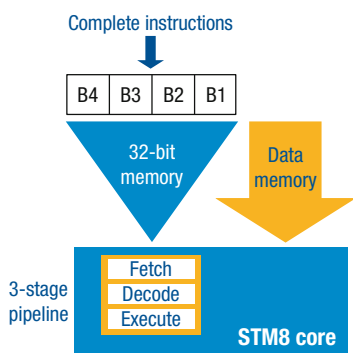 Complete instructions
B4 B3 B2 B1
32-bit
memory
Data
memory
3-stage
pipeline
Fetch
Decode
Execute
STM8 core